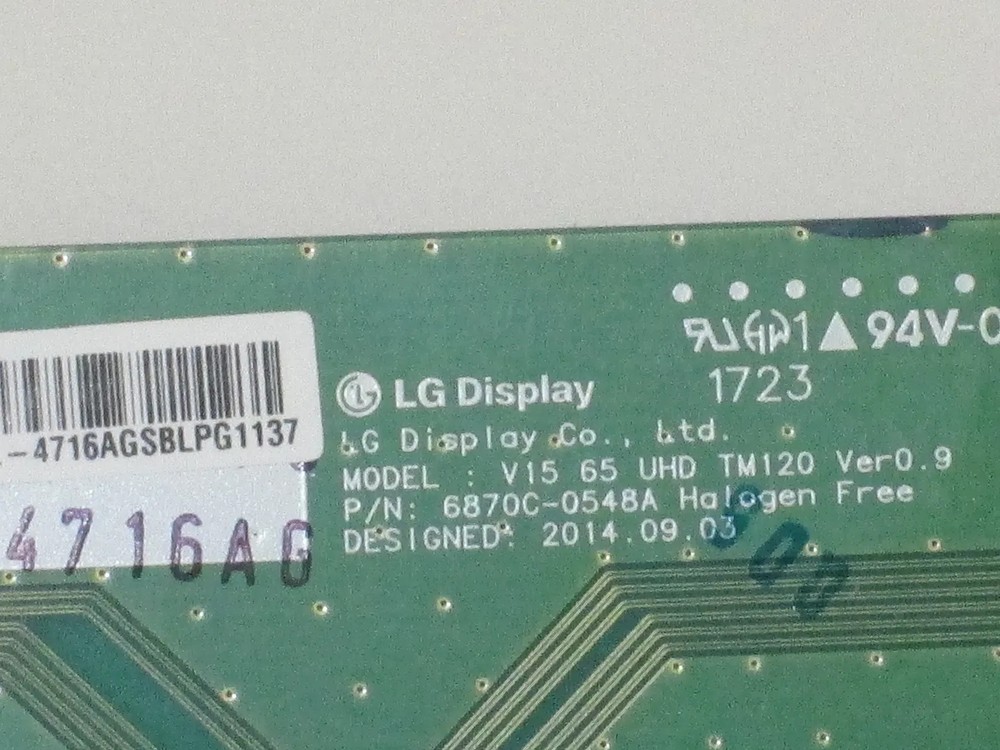 94V-0
1723
LG Display
LG Display Co., Ltd.
MODEL : V15 65 UHD TM120 Ver0.9
P/N: 6870C-0548A Halogen Free
DESIGNED: 2014.09.03
-4716AGSBLPG1137
4716AG